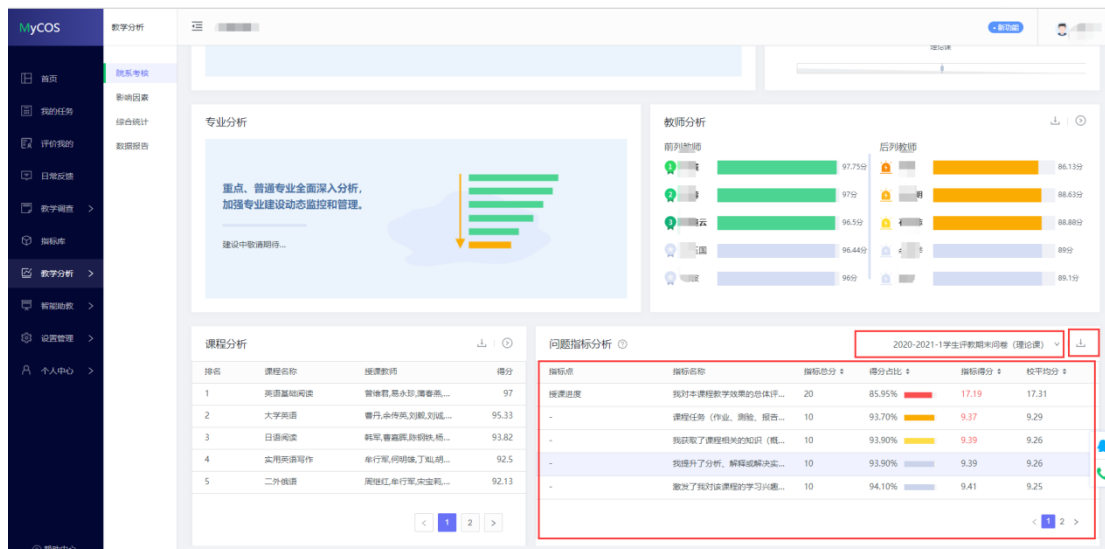 MyCOS
教学分析
+新功能
首页
我的任务
评价我的
日常反馈
教学调查
指标库
教学分析
智能助教
设置管理
个人中心
帮助中心
院系考核
影响因素
综合统计
数据报告
理论课
专业分析
重点、普通专业全面深入分析,
加强专业建设动态监控和管理。
建设中敬请期待...
教师分析
前列教师
后列教师
1 97.75分
2 97分
3 云 96.5分
国 96.44分
96分
86.13分
88.63分
88.88分
89分
89.1分
课程分析
排名 课程名称 授课教师 得分
1 英语基础阅读 97
2 大学英语 95.33
3 日语阅读 93.82
4 实用英语写作 92.5
5 二外俄语 92.13
< 1 2 >
问题指标分析
2020-2021-1学生评教期末问卷(理论课)
指标点 指标名称 指标总分 得分占比 指标得分 校平均分
授课进度 我对本课程教学效果的总体评... 20 85.95% 17.19 17.31
- 课程任务(作业、测验、报告... 10 93.70% 9.37 9.29
- 我获取了课程相关的知识(概... 10 93.90% 9.39 9.26
- 我提升了分析、解释或解决实... 10 93.90% 9.39 9.26
- 激发了我对该课程的学习兴趣... 10 94.10% 9.41 9.25
< 1 2 >